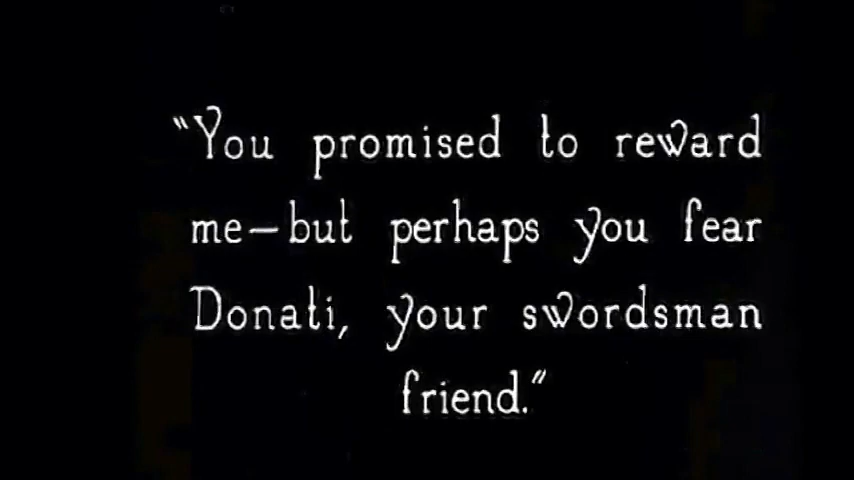 "You promised to reward
me—but perhaps you fear
Donati, your swordsman
friend."